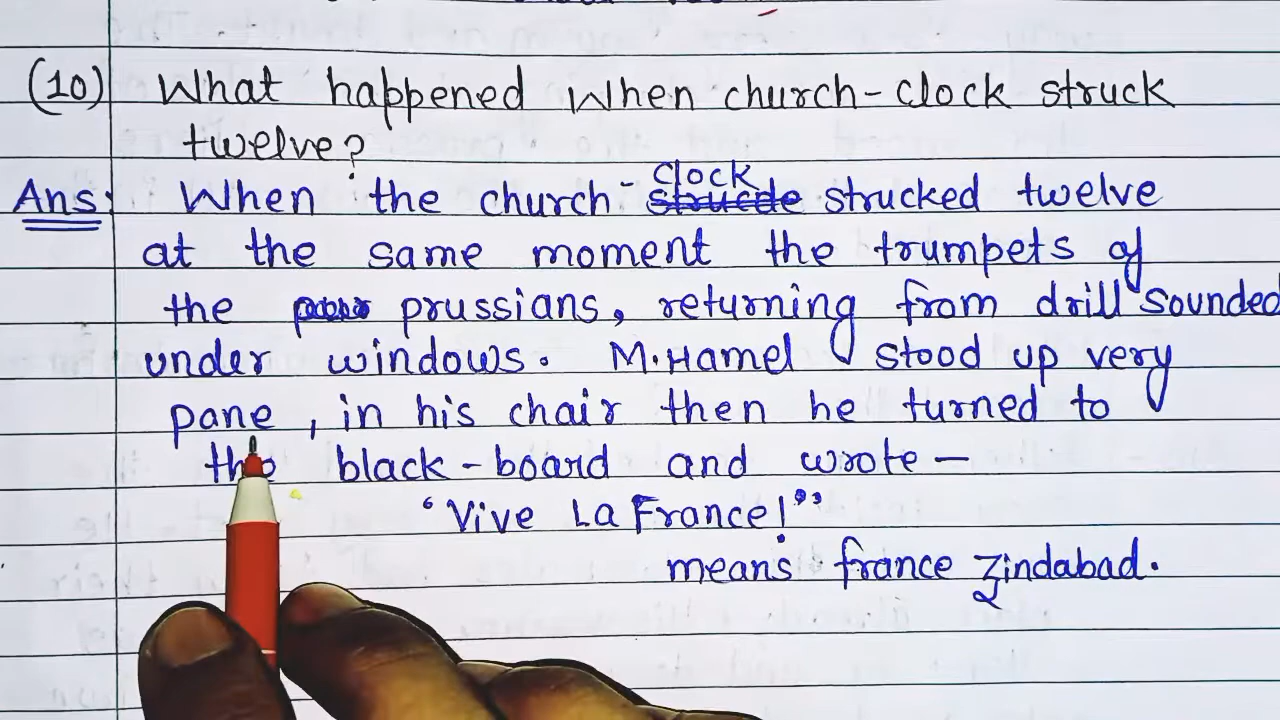 (10) What happened when church-clock struck
twelve?
Ans: When the church-clock strucked twelve
at the same moment the trumpets of
the prussians, returning from drill sounded
under windows. M.Hamel stood up very
pane, in his chair then he turned to
the black-board and wrote—
‘Vive La France!”
means france Zindabad.